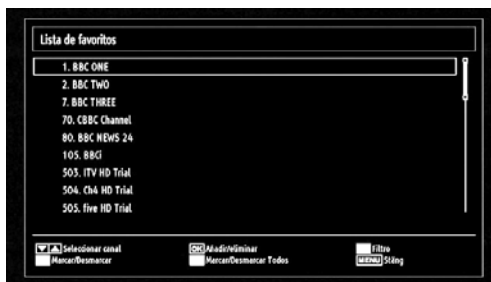 Lista de favoritos
1. BBC ONE
2. BBC TWO
7. BBC THREE
70. CBBC Channel
80. BBC NEWS 24
105. BBCi
503. ITV HD Trial
504. Ch4 HD Trial
505. five HD Trial
Seleccionar canal OK Añadir/eliminar Filtro
Marcar/Desmarcar Marcar/Desmarcar Todos MENU Stäng